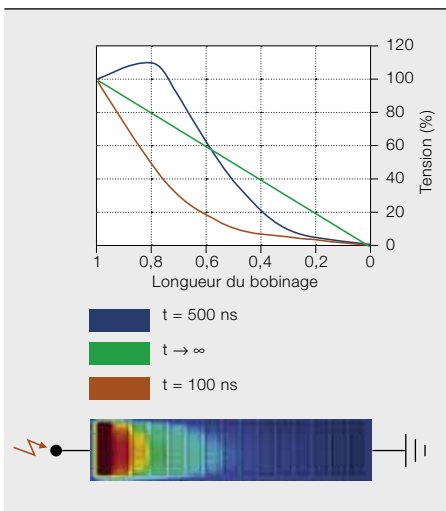 120
100
80
60
40
20
0
Tension (%)
1 0,8 0,6 0,4 0,2 0
Longueur du bobinage
t = 500 ns
t → ∞
t = 100 ns